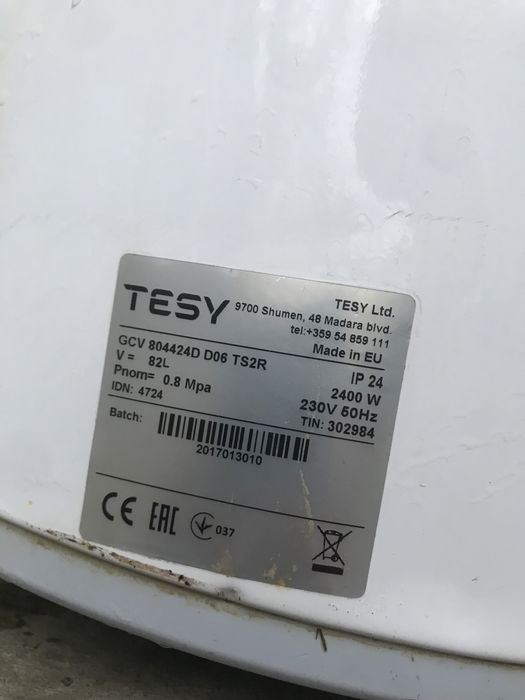 TESY
TESY Ltd.
9700 Shumen, 48 Madara blvd.
tel:+359 54 859 111
Made in EU
GCV 804424D D06 TS2R
IP 24
V = 82L
2400 W
Pnom= 0.8 Mpa
230V 50Hz
IDN: 4724
TIN: 302984
Batch:
2017013010
CE EAC 037